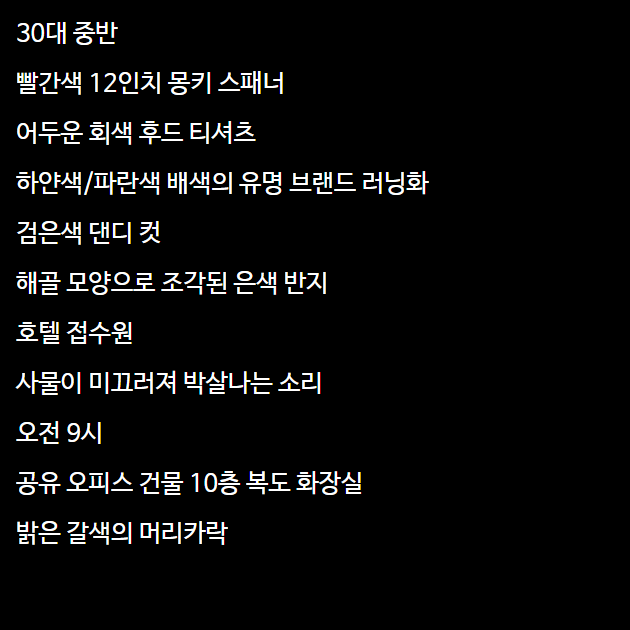 30대 중반
빨간색 12인치 몽키 스패너
어두운 회색 후드 티셔츠
하얀색/파란색 배색의 유명 브랜드 러닝화
검은색 댄디 컷
해골 모양으로 조각된 은색 반지
호텔 접수원
사물이 미끄러져 박살나는 소리
오전 9시
공유 오피스 건물 10층 복도 화장실
밝은 갈색의 머리카락